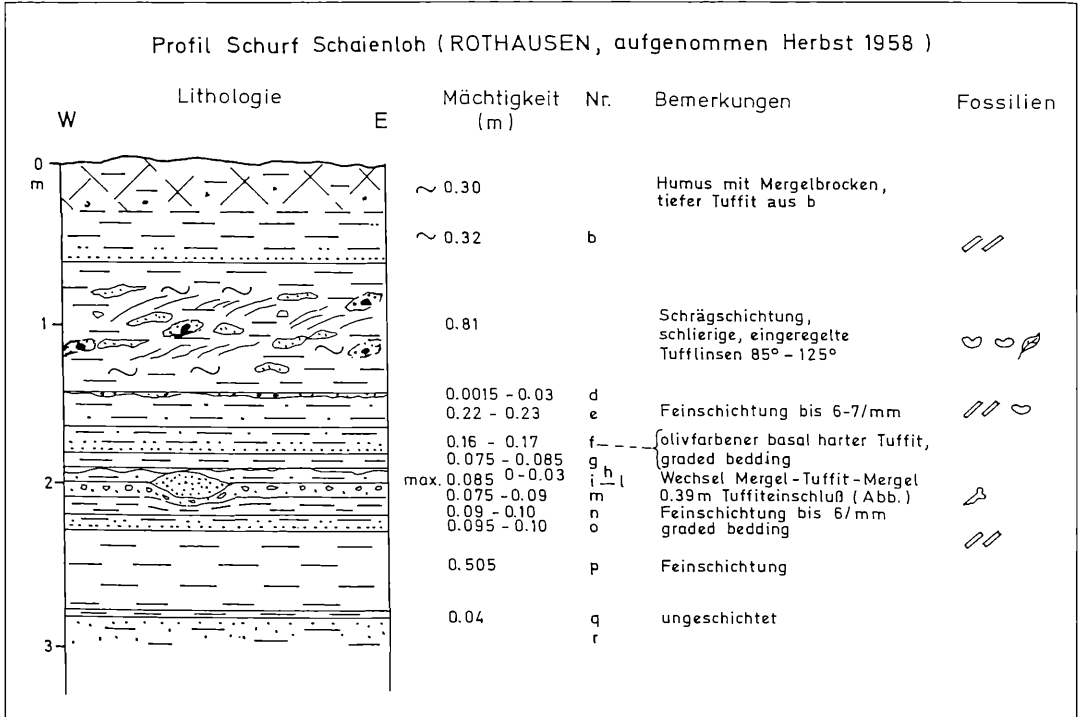 Profil Schurf Schaienloh (ROTHAUSEN, aufgenommen Herbst 1958)
Lithologie Mächtigkeit Nr. Bemerkungen Fossilien
W E (m)
0
m
~ 0.30 Humus mit Mergelbrocken,
tiefer Tuffit aus b
~ 0.32 b
1
0.81 Schrägschichtung,
schlierige, eingeregelte
Tufflinsen 85° - 125°
0.0015 - 0.03 d
0.22 - 0.23 e Feinschichtung bis 6-7/mm
0.16 - 0.17 f olivfarbener basal harter Tuffit,
0.075 - 0.085 g graded bedding
2
max. 0.085 0-0.03 i h l Wechsel Mergel-Tuffit-Mergel
0.075 - 0.09 m 0.39m Tuffiteinschluß (Abb.)
0.09 - 0.10 n Feinschichtung bis 6/mm
0.095 - 0.10 o graded bedding
0.505 p Feinschichtung
0.04 q ungeschichtet
r
3